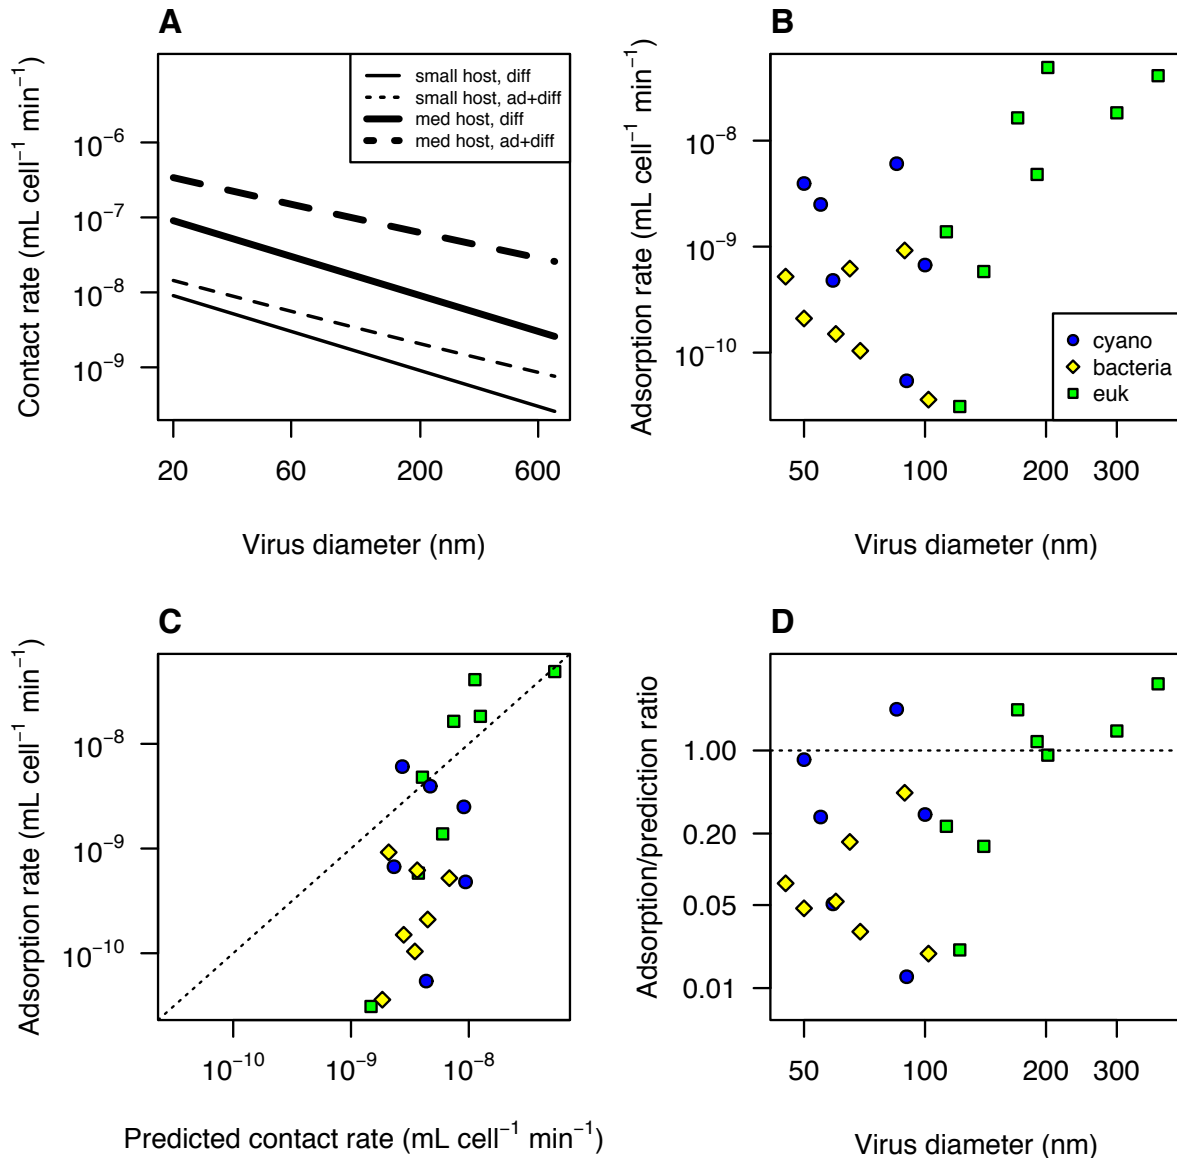 A
Contact rate (mL cell⁻¹ min⁻¹)
10⁻⁶
10⁻⁷
10⁻⁸
10⁻⁹
small host, diff
small host, ad+diff
med host, diff
med host, ad+diff
20 60 200 600
Virus diameter (nm)
B
Adsorption rate (mL cell⁻¹ min⁻¹)
10⁻⁸
10⁻⁹
10⁻¹⁰
cyano
bacteria
euk
50 100 200 300
Virus diameter (nm)
C
Adsorption rate (mL cell⁻¹ min⁻¹)
10⁻⁸
10⁻⁹
10⁻¹⁰
10⁻¹⁰ 10⁻⁹ 10⁻⁸
Predicted contact rate (mL cell⁻¹ min⁻¹)
D
Adsorption/prediction ratio
1.00
0.20
0.05
0.01
50 100 200 300
Virus diameter (nm)